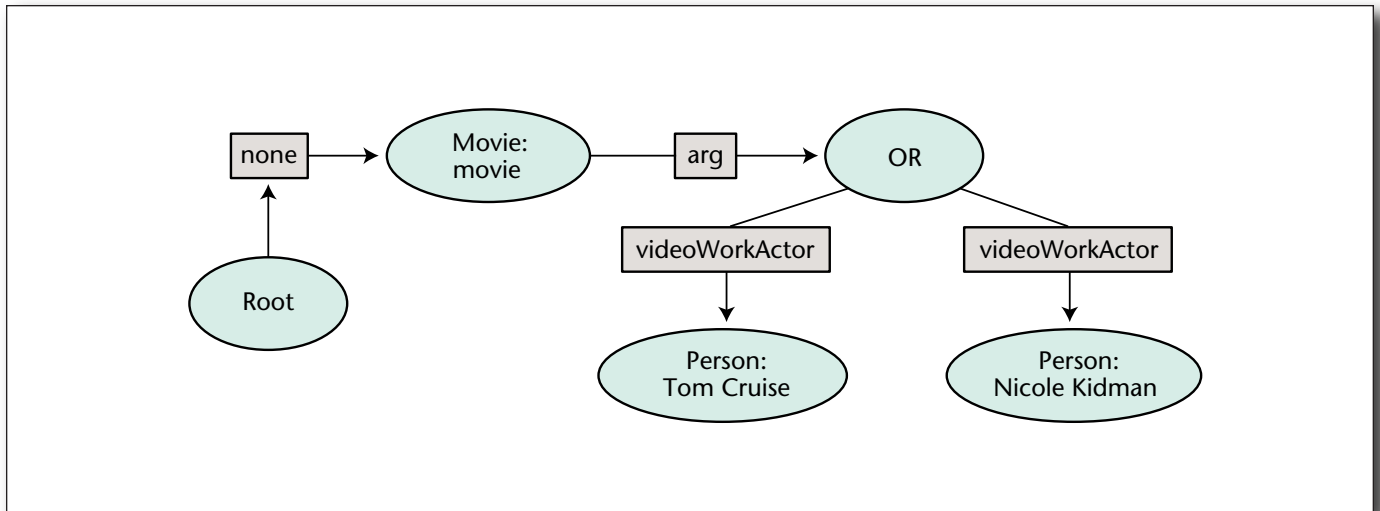 none
Movie:
movie
arg
OR
videoWorkActor
videoWorkActor
Root
Person:
Tom Cruise
Person:
Nicole Kidman